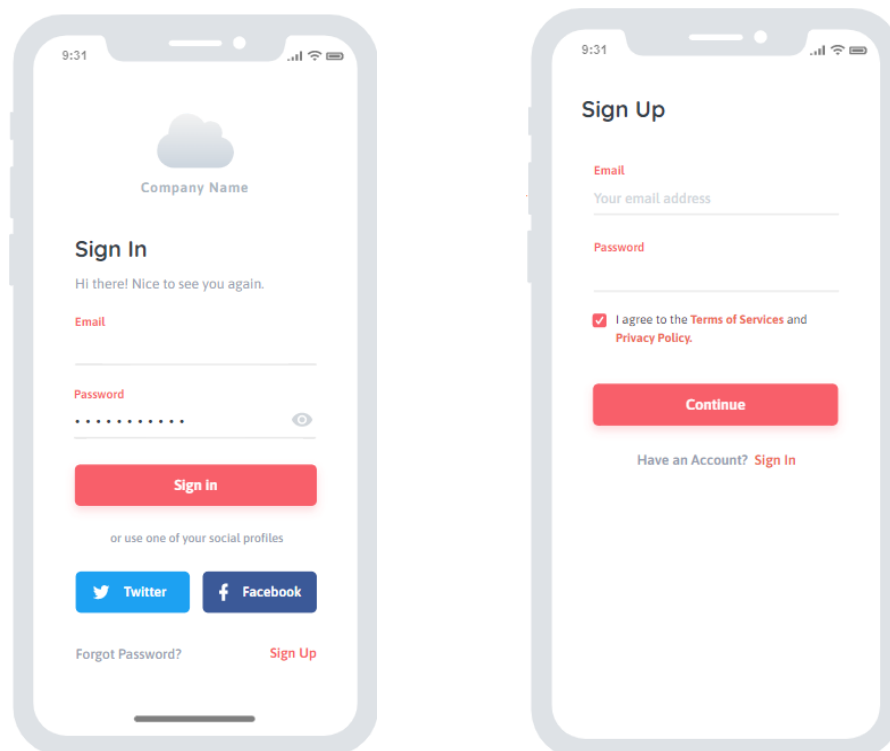 9:31
Company Name
Sign In
Hi there! Nice to see you again.
Email
Password
Sign in
or use one of your social profiles
Twitter
Facebook
Forgot Password?
Sign Up
9:31
Sign Up
Email
Your email address
Password
I agree to the Terms of Services and
Privacy Policy.
Continue
Have an Account? Sign In